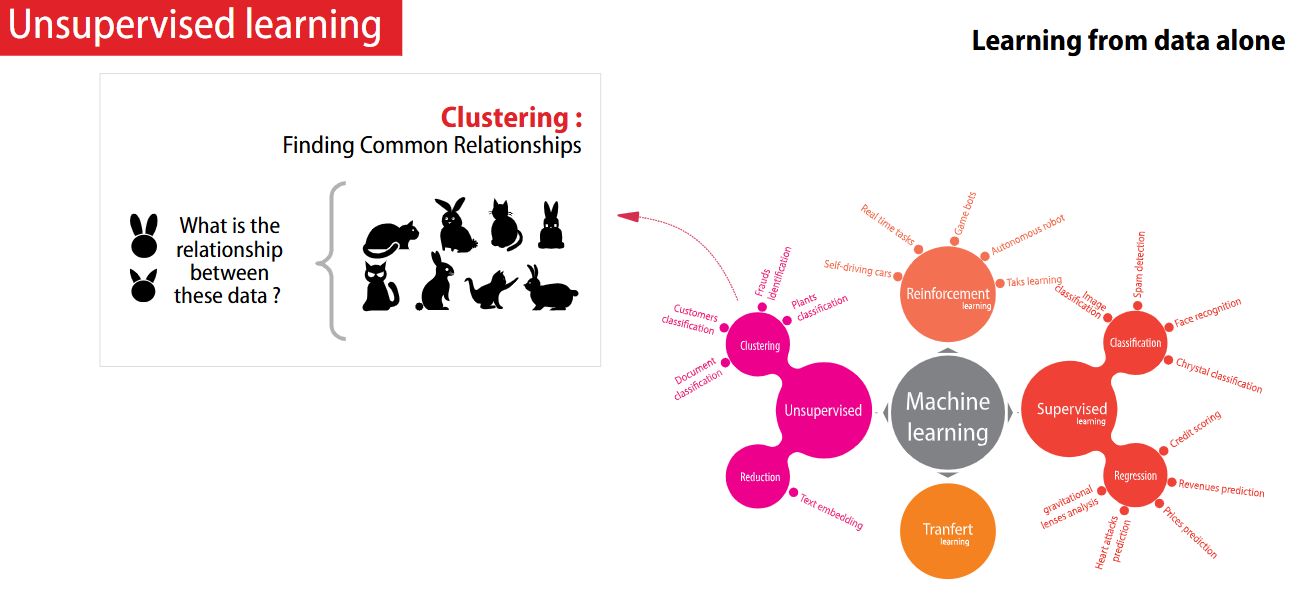 Unsupervised learning
Learning from data alone
Clustering :
Finding Common Relationships
What is the
relationship
between
these data ?
Frauds
identification
Plants
classification
Customers
classification
Document
classification
Clustering
Unsupervised
Reduction
Text embedding
Real time tasks
Game bots
Autonomous robot
Self-driving cars
Taks learning
Reinforcement
learning
Machine
learning
Tranfert
learning
Image
classification
Spam detection
Face recognition
Chrystal classification
Classification
Supervised
learning
Regression
Credit scoring
Revenues prediction
Prices prediction
Heart attacks
prediction
gravitational
lenses analysis